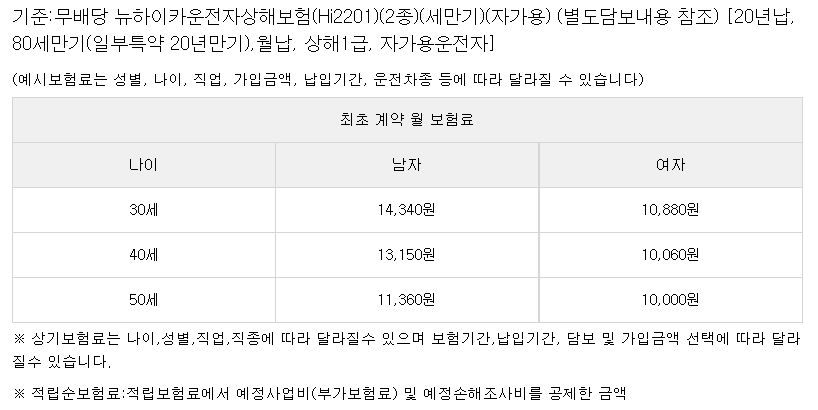 기준:무배당 뉴하이카운전자상해보험(Hi2201)(2종)(세만기)(자가용) (별도담보내용 참조) [20년납,
80세만기(일부특약 20년만기),월납, 상해1급, 자가용운전자]
(예시보험료는 성별, 나이, 직업, 가입금액, 납입기간, 운전차종 등에 따라 달라질 수 있습니다)
최초 계약 월 보험료
나이 남자 여자
30세 14,340원 10,880원
40세 13,150원 10,060원
50세 11,360원 10,000원
※ 상기보험료는 나이,성별,직업,직종에 따라 달라질수 있으며 보험기간,납입기간, 담보 및 가입금액 선택에 따라 달라
질수 있습니다.
※ 적립순보험료:적립보험료에서 예정사업비(부가보험료) 및 예정손해조사비를 공제한 금액